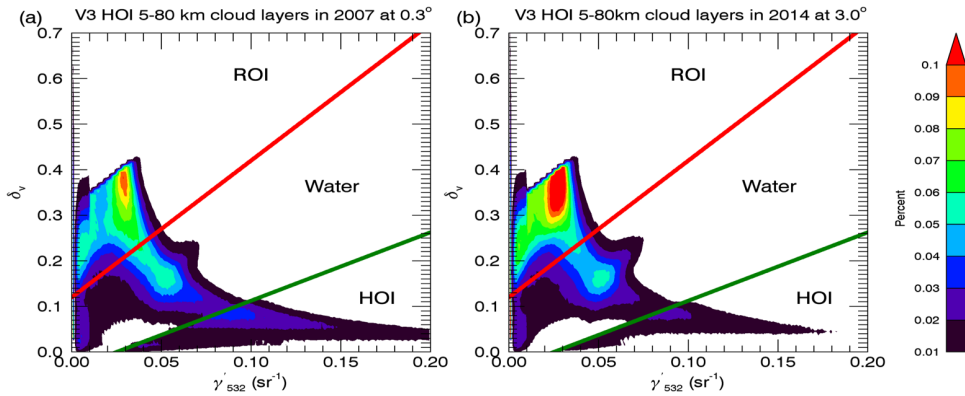 (a) V3 HOI 5-80 km cloud layers in 2007 at 0.3°
0.7
0.6
0.5
0.4
0.3
0.2
0.1
0.0
δᵥ
ROI
Water
HOI
0.00 0.05 0.10 0.15 0.20
γ'₅₃₂ (sr⁻¹)
(b) V3 HOI 5-80km cloud layers in 2014 at 3.0°
0.7
0.6
0.5
0.4
0.3
0.2
0.1
0.0
δᵥ
ROI
Water
HOI
0.00 0.05 0.10 0.15 0.20
γ'₅₃₂ (sr⁻¹)
0.1
0.09
0.08
0.07
0.06
0.05
0.04
0.03
0.02
0.01
Percent